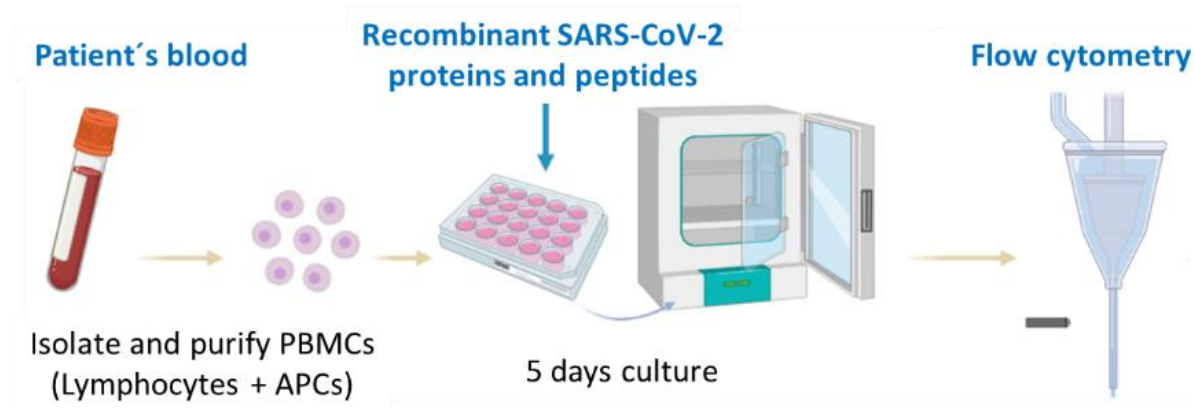 Patient´s blood
Recombinant SARS-CoV-2
proteins and peptides
Flow cytometry
Isolate and purify PBMCs
(Lymphocytes + APCs)
5 days culture